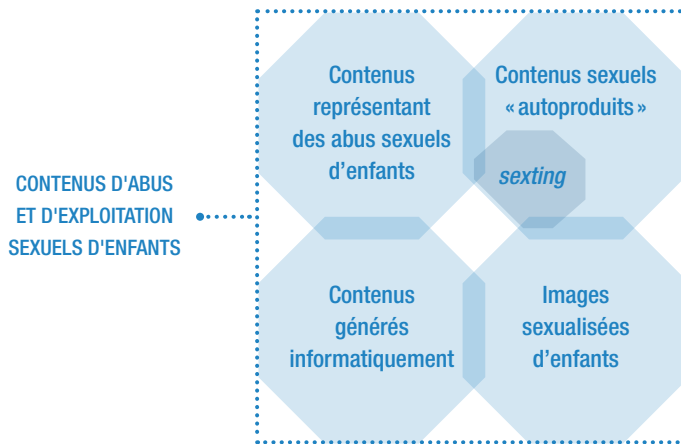 Contenus
représentant
des abus sexuels
d’enfants
Contenus sexuels
« autoproduits »
sexting
CONTENUS D'ABUS
ET D'EXPLOITATION
SEXUELS D'ENFANTS
Contenus
générés
informatiquement
Images
sexualisées
d’enfants